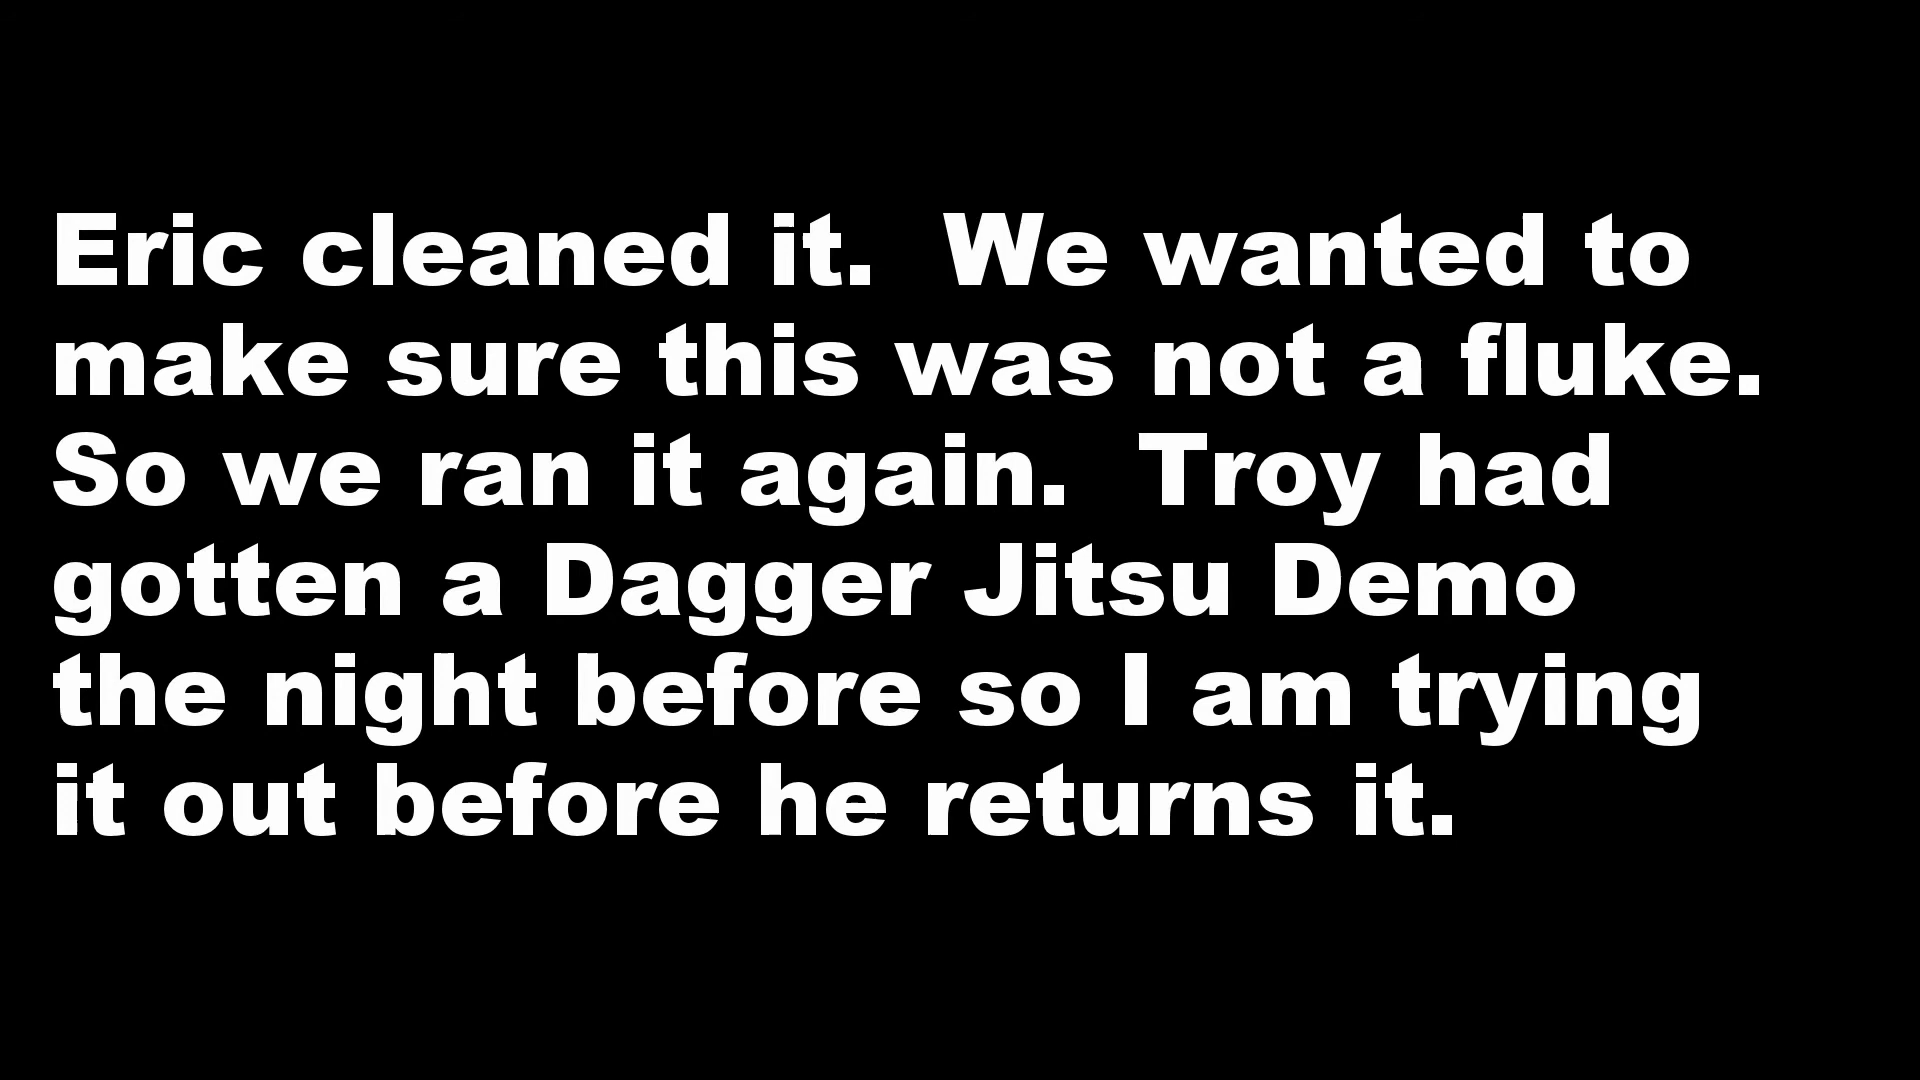 Eric cleaned it.  We wanted to
make sure this was not a fluke.
So we ran it again.  Troy had
gotten a Dagger Jitsu Demo
the night before so I am trying
it out before he returns it.